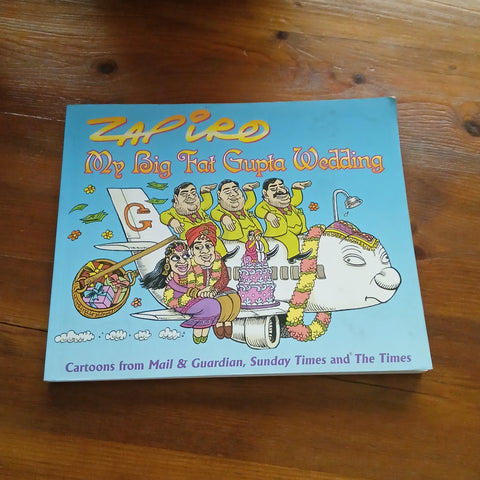 ZAPIRO
My Big Fat Gupta Wedding
G
Cartoons from Mail & Guardian, Sunday Times and The Times